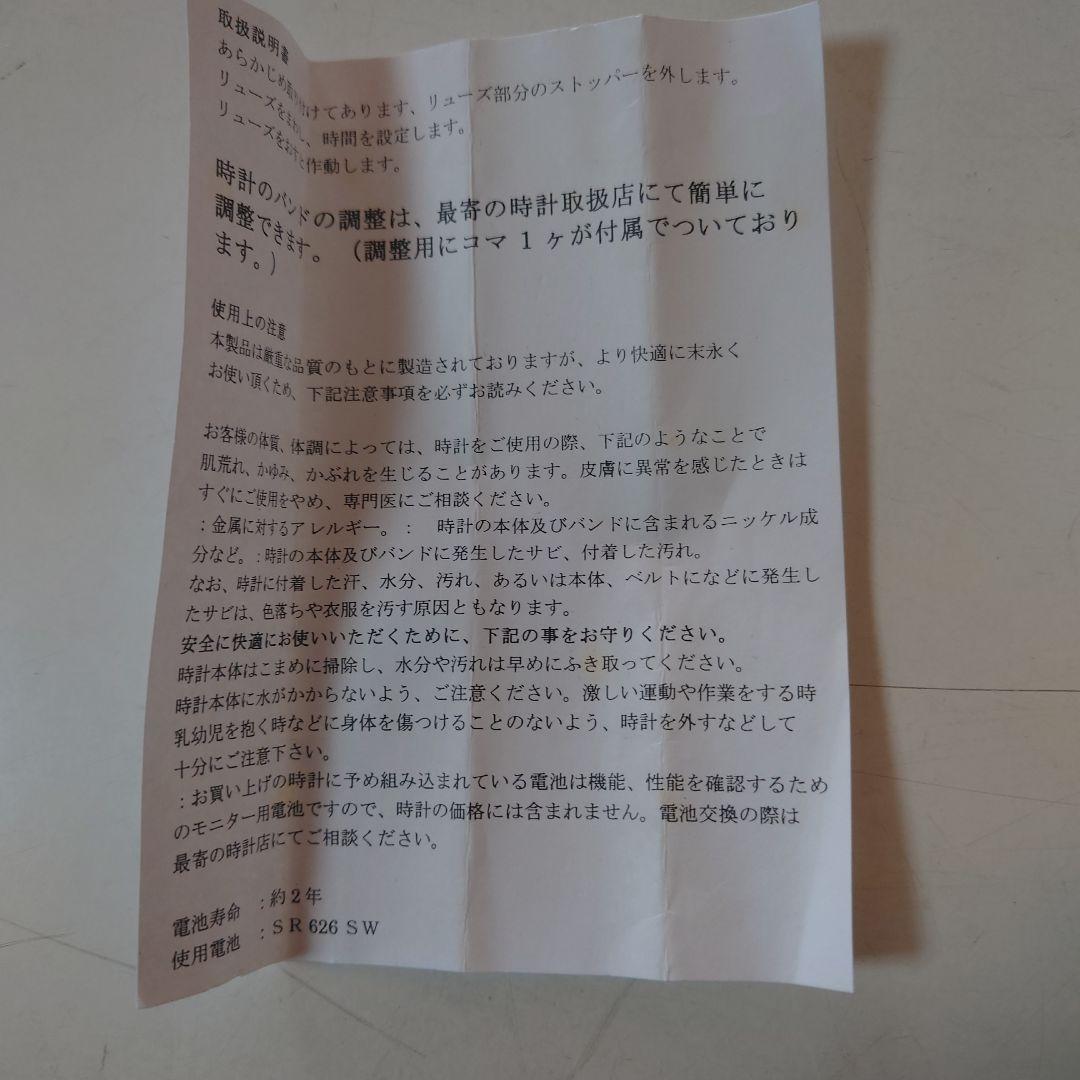 取扱説明書
あらかじめ取り付けてあります、リューズ部分のストッパーを外します。
リューズをまわし、時間を設定します。
リューズをおすと作動します。
時計のバンドの調整は、最寄の時計取扱店にて簡単に
調整できます。（調整用にコマ１ヶが付属でついており
ます。）
使用上の注意
本製品は厳重な品質のもとに製造されておりますが、より快適に末永く
お使い頂くため、下記注意事項を必ずお読みください。
お客様の体質、体調によっては、時計をご使用の際、下記のようなことで
肌荒れ、かゆみ、かぶれを生じることがあります。皮膚に異常を感じたときは
すぐにご使用をやめ、専門医にご相談ください。
：金属に対するアレルギー。：　時計の本体及びバンドに含まれるニッケル成
分など。：時計の本体及びバンドに発生したサビ、付着した汚れ。
なお、時計に付着した汗、水分、汚れ、あるいは本体、ベルトになどに発生し
たサビは、色落ちや衣服を汚す原因ともなります。
安全に快適にお使いいただくために、下記の事をお守りください。
時計本体はこまめに掃除し、水分や汚れは早めにふき取ってください。
時計本体に水がかからないよう、ご注意ください。激しい運動や作業をする時
乳幼児を抱く時などに身体を傷つけることのないよう、時計を外すなどして
十分にご注意下さい。
：お買い上げの時計に予め組み込まれている電池は機能、性能を確認するため
のモニター用電池ですので、時計の価格には含まれません。電池交換の際は
最寄の時計店にてご相談ください。
電池寿命　：約２年
使用電池　：ＳＲ626ＳＷ